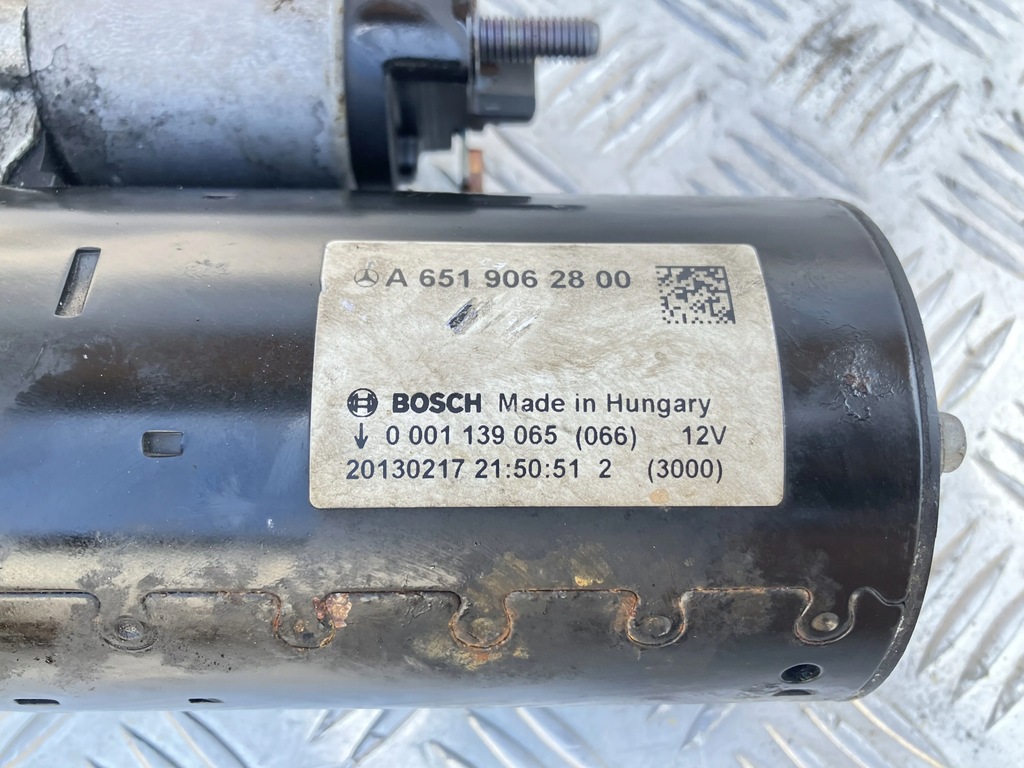 A 651 906 28 00
BOSCH Made in Hungary
↓ 0 001 139 065 (066) 12V
20130217 21:50:51 2 (3000)